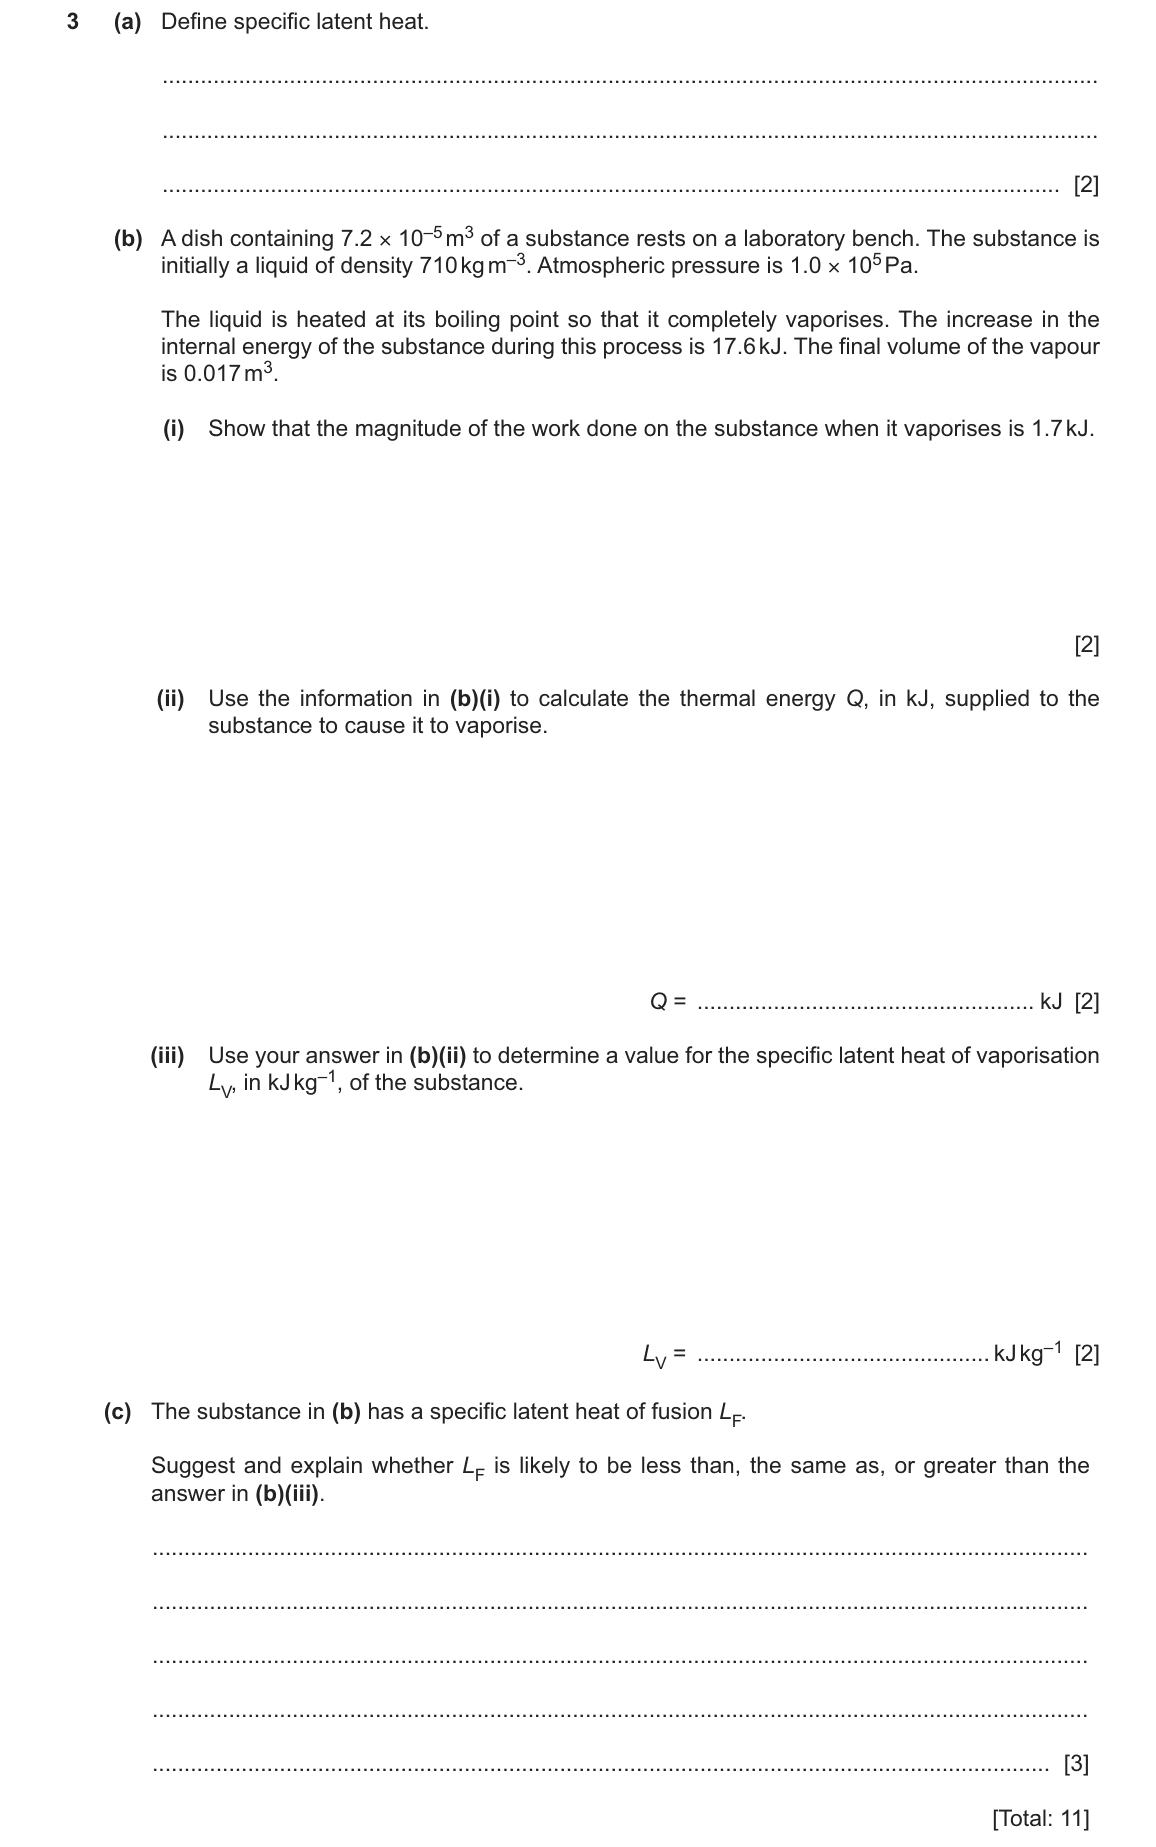 3 (a) Define specific latent heat.
..........................................................................................................................................
..........................................................................................................................................
.................................................................................................................................... [2]
(b) A dish containing 7.2 × 10⁻⁵ m³ of a substance rests on a laboratory bench. The substance is
initially a liquid of density 710 kg m⁻³. Atmospheric pressure is 1.0 × 10⁵ Pa.
The liquid is heated at its boiling point so that it completely vaporises. The increase in the
internal energy of the substance during this process is 17.6 kJ. The final volume of the vapour
is 0.017 m³.
(i) Show that the magnitude of the work done on the substance when it vaporises is 1.7 kJ.
[2]
(ii) Use the information in (b)(i) to calculate the thermal energy Q, in kJ, supplied to the
substance to cause it to vaporise.
Q = ..................................................... kJ [2]
(iii) Use your answer in (b)(ii) to determine a value for the specific latent heat of vaporisation
L_V, in kJ kg⁻¹, of the substance.
L_V = .............................................. kJ kg⁻¹ [2]
(c) The substance in (b) has a specific latent heat of fusion L_F.
Suggest and explain whether L_F is likely to be less than, the same as, or greater than the
answer in (b)(iii).
..........................................................................................................................................
..........................................................................................................................................
..........................................................................................................................................
..........................................................................................................................................
.................................................................................................................................... [3]
[Total: 11]